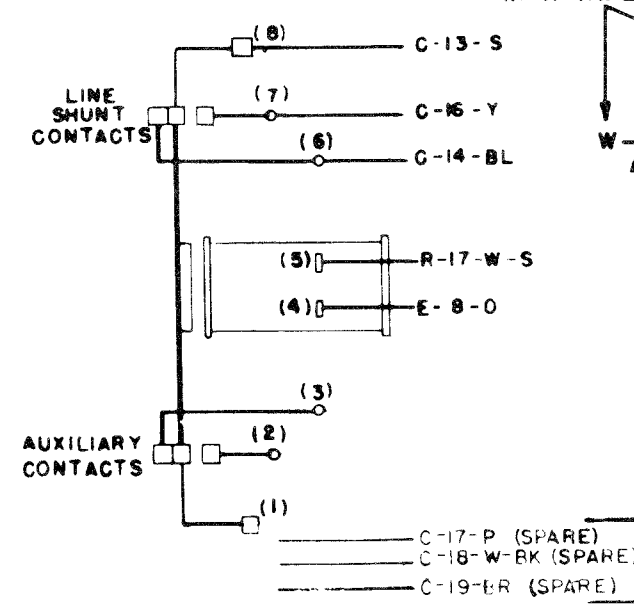 (8) C-13-S
LINE
SHUNT
CONTACTS
(7) C-16-Y
(6) C-14-BL
(5) R-17-W-S
(4) E-8-O
(3)
AUXILIARY
CONTACTS
(2)
(1)
C-17-P (SPARE)
C-18-W-BK (SPARE)
C-19-BR (SPARE)
W